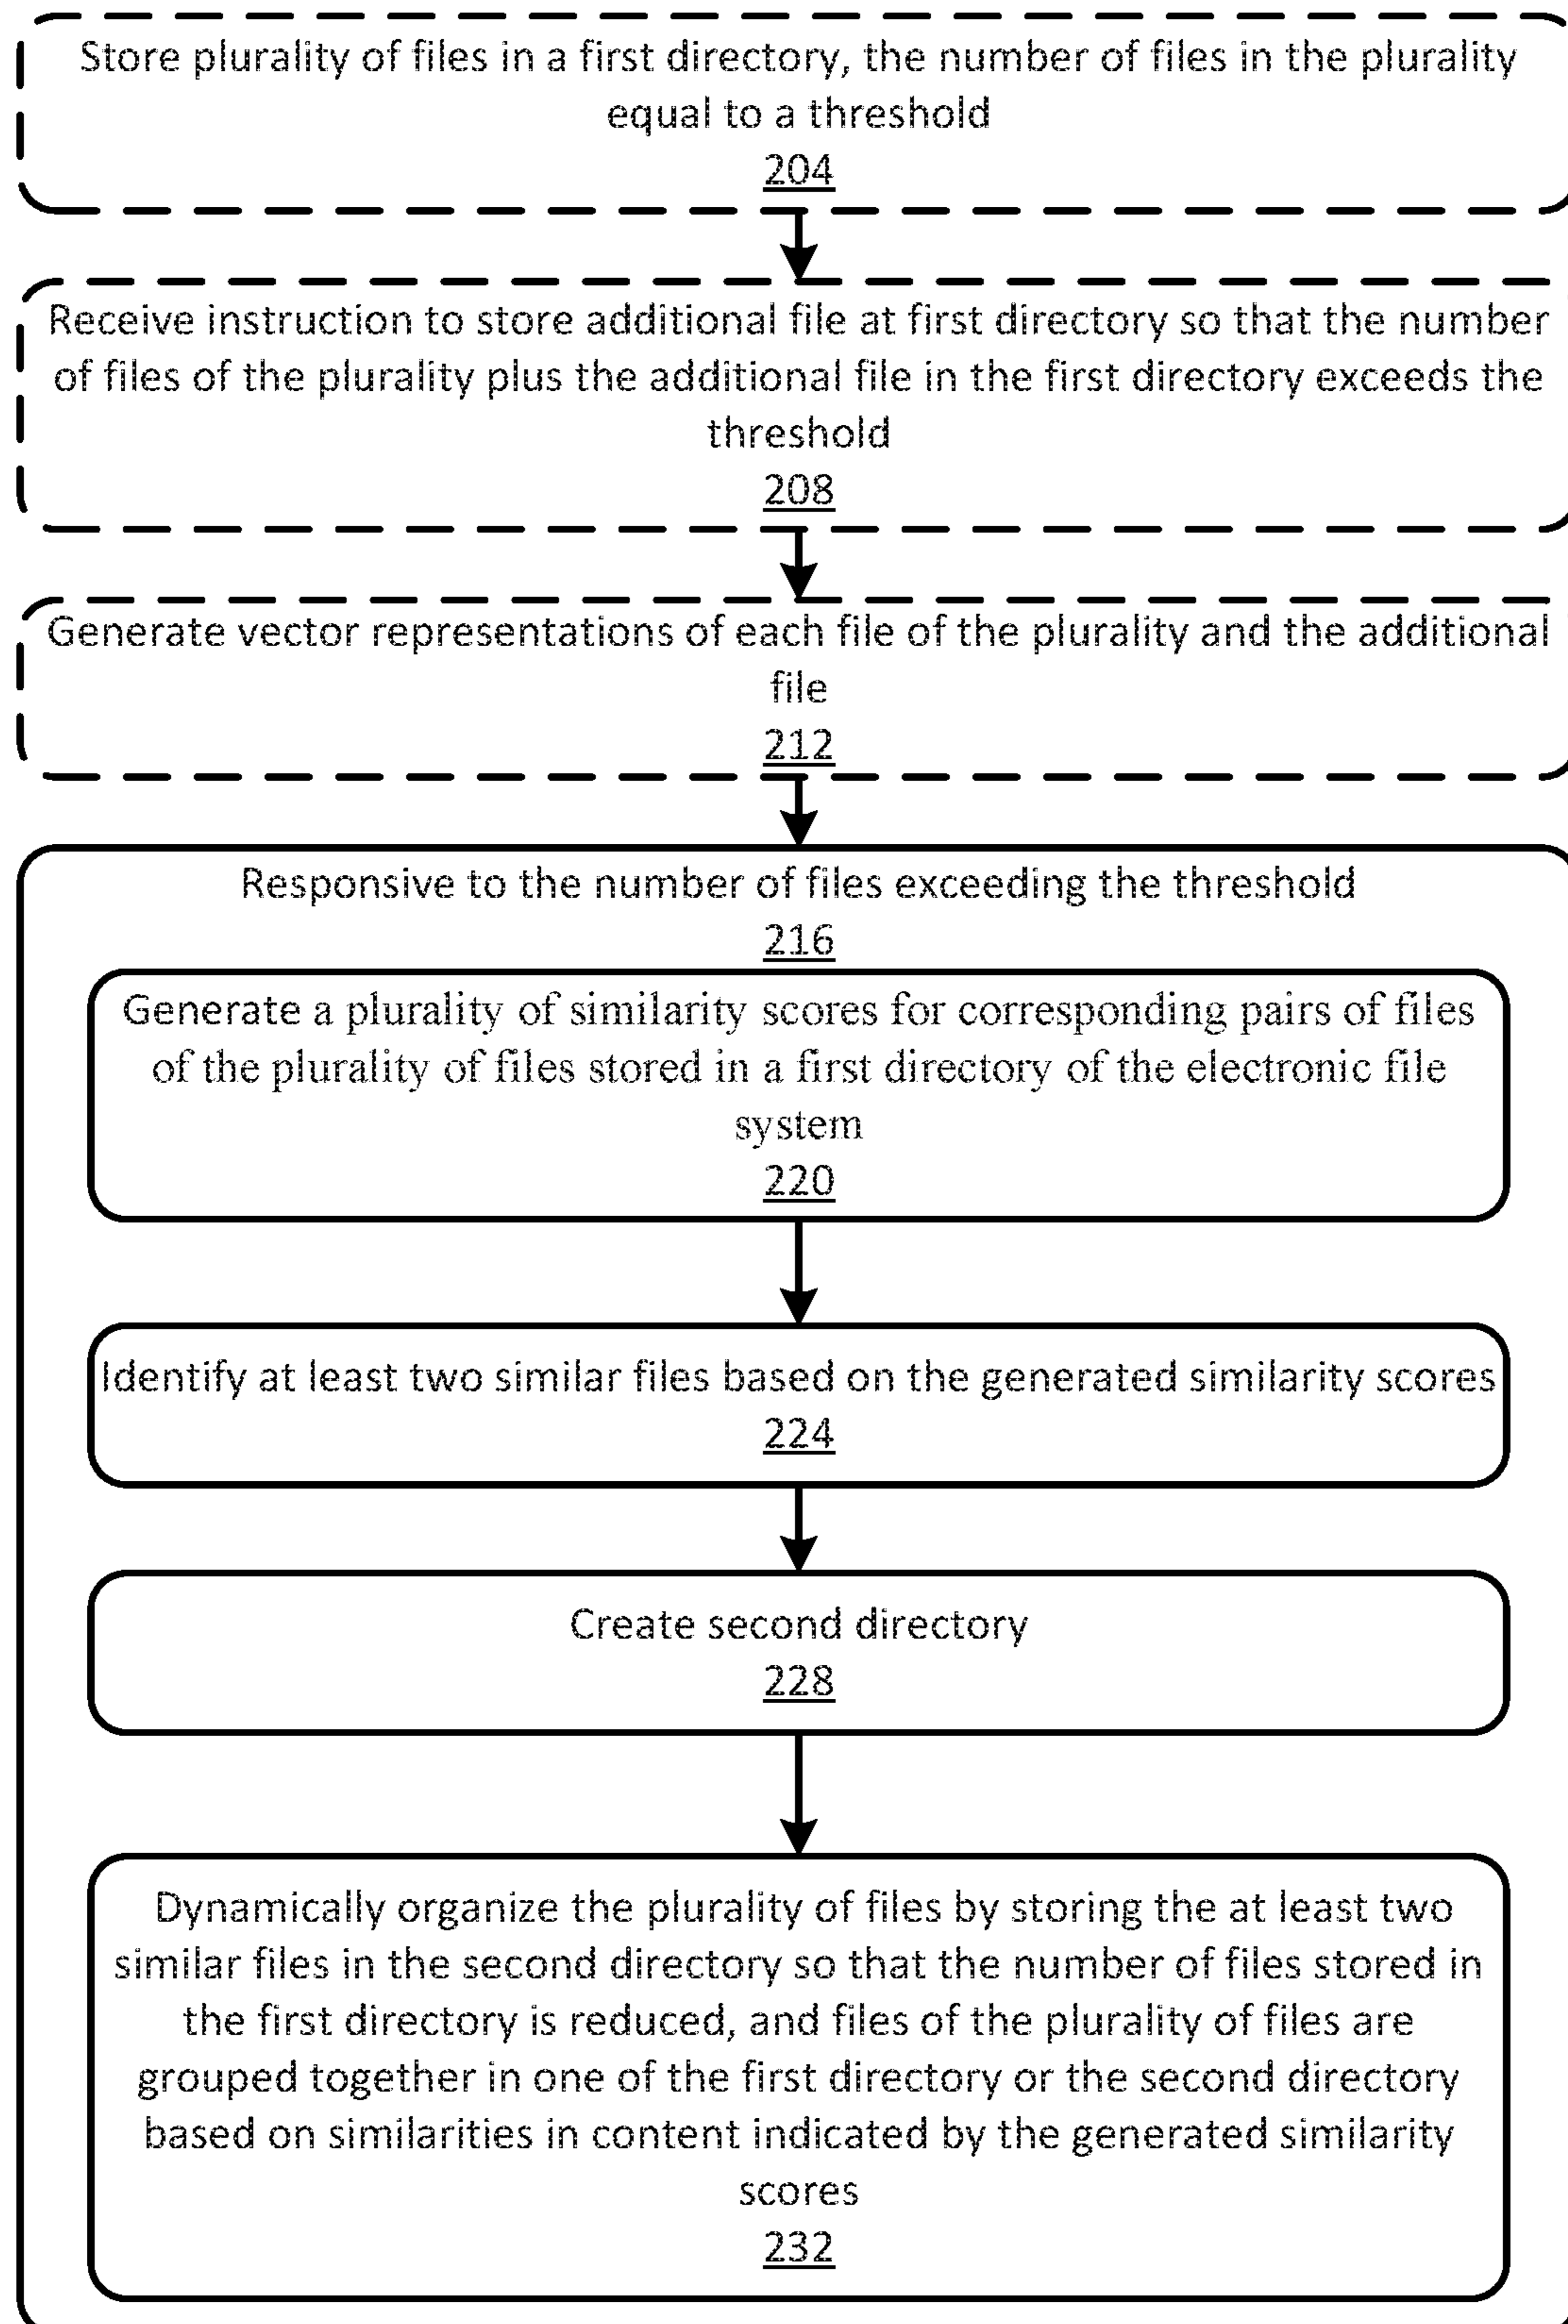 Store plurality of files in a first directory, the number of files in the plurality
equal to a threshold
204
Receive instruction to store additional file at first directory so that the number
of files of the plurality plus the additional file in the first directory exceeds the
threshold
208
Generate vector representations of each file of the plurality and the additional
file
212
Responsive to the number of files exceeding the threshold
216
Generate a plurality of similarity scores for corresponding pairs of files
of the plurality of files stored in a first directory of the electronic file
system
220
Identify at least two similar files based on the generated similarity scores
224
Create second directory
228
Dynamically organize the plurality of files by storing the at least two
similar files in the second directory so that the number of files stored in
the first directory is reduced, and files of the plurality of files are
grouped together in one of the first directory or the second directory
based on similarities in content indicated by the generated similarity
scores
232